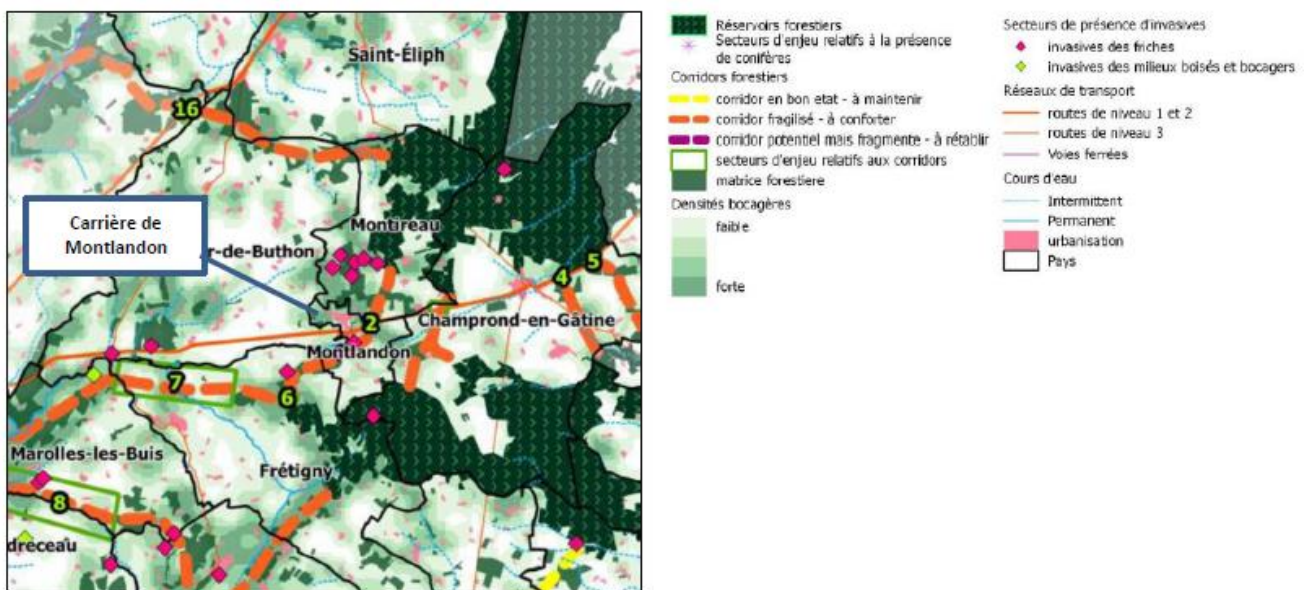 Saint-Éliph
16
Carrière de
Montlandon
Montireau
r-de-Buthon
5
4
2
Champrond-en-Gâtine
Montlandon
7
6
Marolles-les-Buis
Frétigny
8
dreceau
Réservoirs forestiers
Secteurs d'enjeu relatifs à la présence
de conifères
Corridors forestiers
corridor en bon etat - à maintenir
corridor fragilisé - à conforter
corridor potentiel mais fragmente - à rétablir
secteurs d'enjeu relatifs aux corridors
matrice forestiere
Densités bocagères
faible
forte
Secteurs de présence d'invasives
invasives des friches
invasives des milieux boisés et bocagers
Réseaux de transport
routes de niveau 1 et 2
routes de niveau 3
Voies ferrées
Cours d'eau
Intermittent
Permanent
urbanisation
Pays